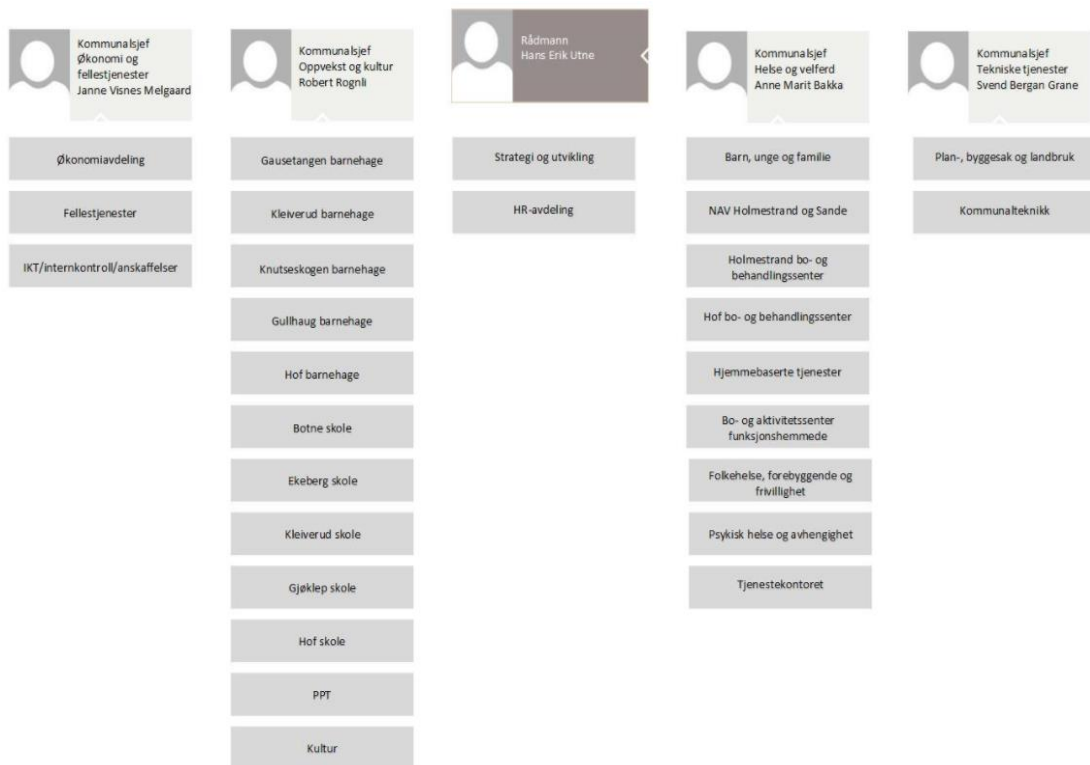 Kommunalsjef
Økonomi og
fellestjenester
Janne Visnes Melgaard
Økonomiavdeling
Fellestjenester
IKT/internkontroll/anskaffelser
Kommunalsjef
Oppvekst og kultur
Robert Rognli
Gausetangen barnehage
Kleiverud barnehage
Knutseskogen barnehage
Gullhaug barnehage
Hof barnehage
Botne skole
Ekeberg skole
Kleiverud skole
Gjøklep skole
Hof skole
PPT
Kultur
Rådmann
Hans Erik Utne
Strategi og utvikling
HR-avdeling
Kommunalsjef
Helse og velferd
Anne Marit Bakka
Barn, unge og familie
NAV Holmestrand og Sande
Holmestrand bo- og
behandlingssenter
Hof bo- og behandlingssenter
Hjemmebaserte tjenester
Bo- og aktivitetssenter
funksjonshemmede
Folkehelse, forebyggende og
frivillighet
Psykisk helse og avhengighet
Tjenestekontoret
Kommunalsjef
Tekniske tjenester
Svend Bergan Grane
Plan-, byggesak og landbruk
Kommunalteknikk